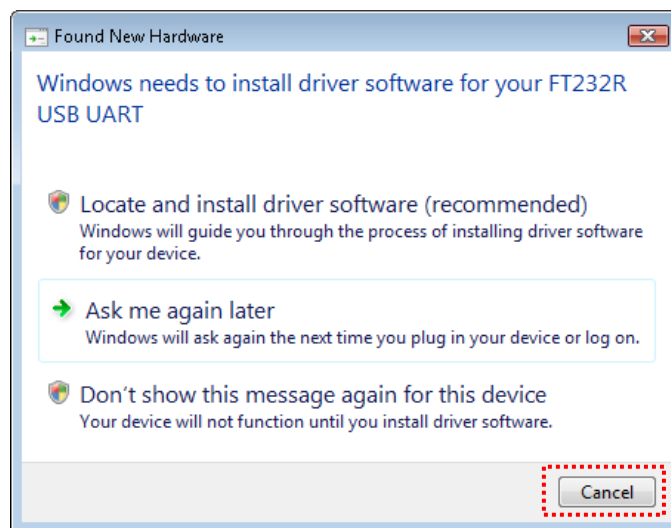 Found New Hardware
Windows needs to install driver software for your FT232R
USB UART
Locate and install driver software (recommended)
Windows will guide you through the process of installing driver software
for your device.
Ask me again later
Windows will ask again the next time you plug in your device or log on.
Don't show this message again for this device
Your device will not function until you install driver software.
Cancel